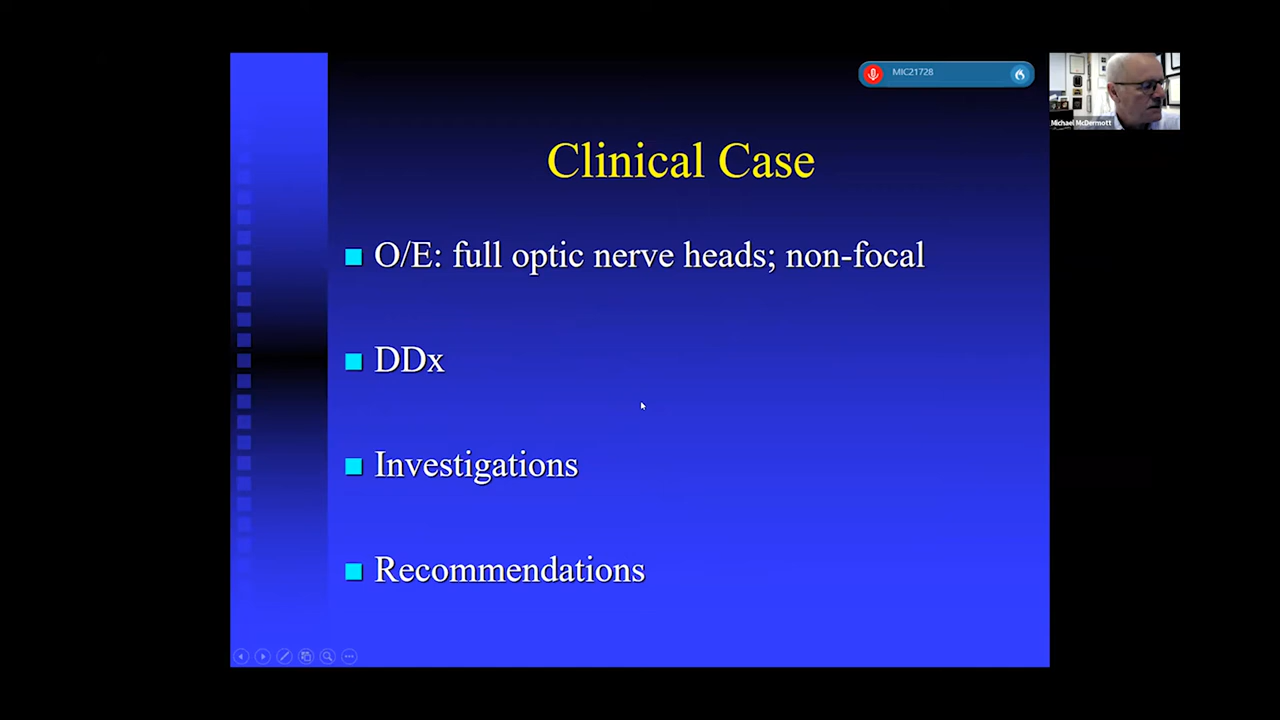 MIC21728
Michael McDermott
Clinical Case
O/E: full optic nerve heads; non-focal
DDx
Investigations
Recommendations